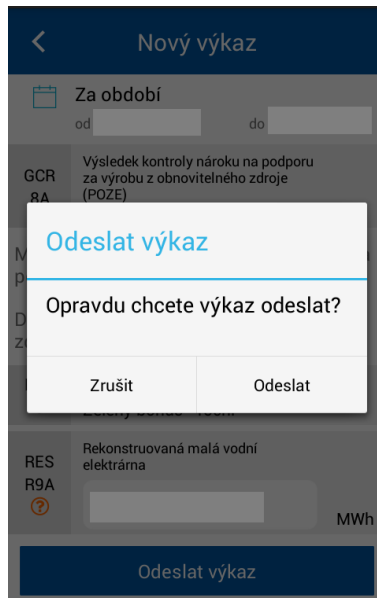 Nový výkaz
Za období
od do
Výsledek kontroly nároku na podporu
GCR za výrobu z obnovitelného zdroje
8A (POZE)
Odeslat výkaz
Opravdu chcete výkaz odeslat?
Zrušit Odeslat
Rekonstruovaná malá vodní
RES elektrárna
R9A
MWh
Odeslat výkaz